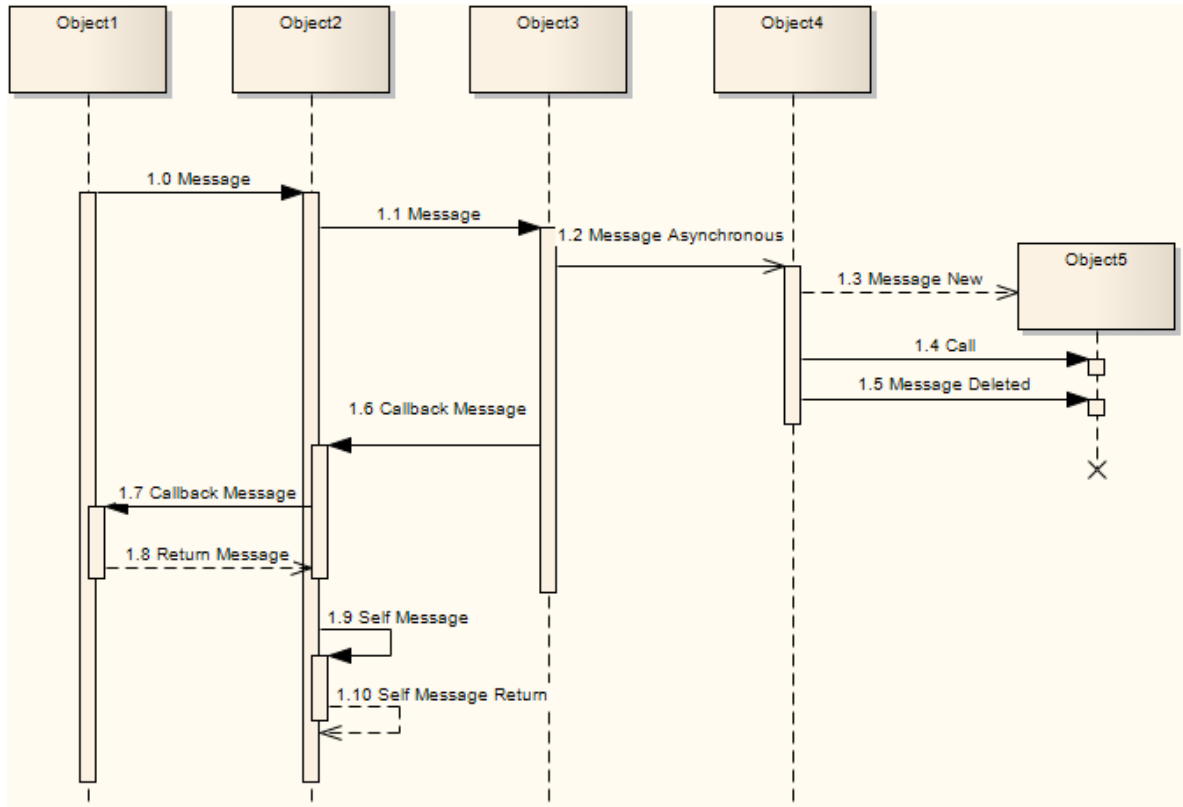 Object1
Object2
Object3
Object4
1.0 Message
1.1 Message
1.2 Message Asynchronous
Object5
1.3 Message New
1.4 Call
1.5 Message Deleted
1.6 Callback Message
1.7 Callback Message
1.8 Return Message
1.9 Self Message
1.10 Self Message Return